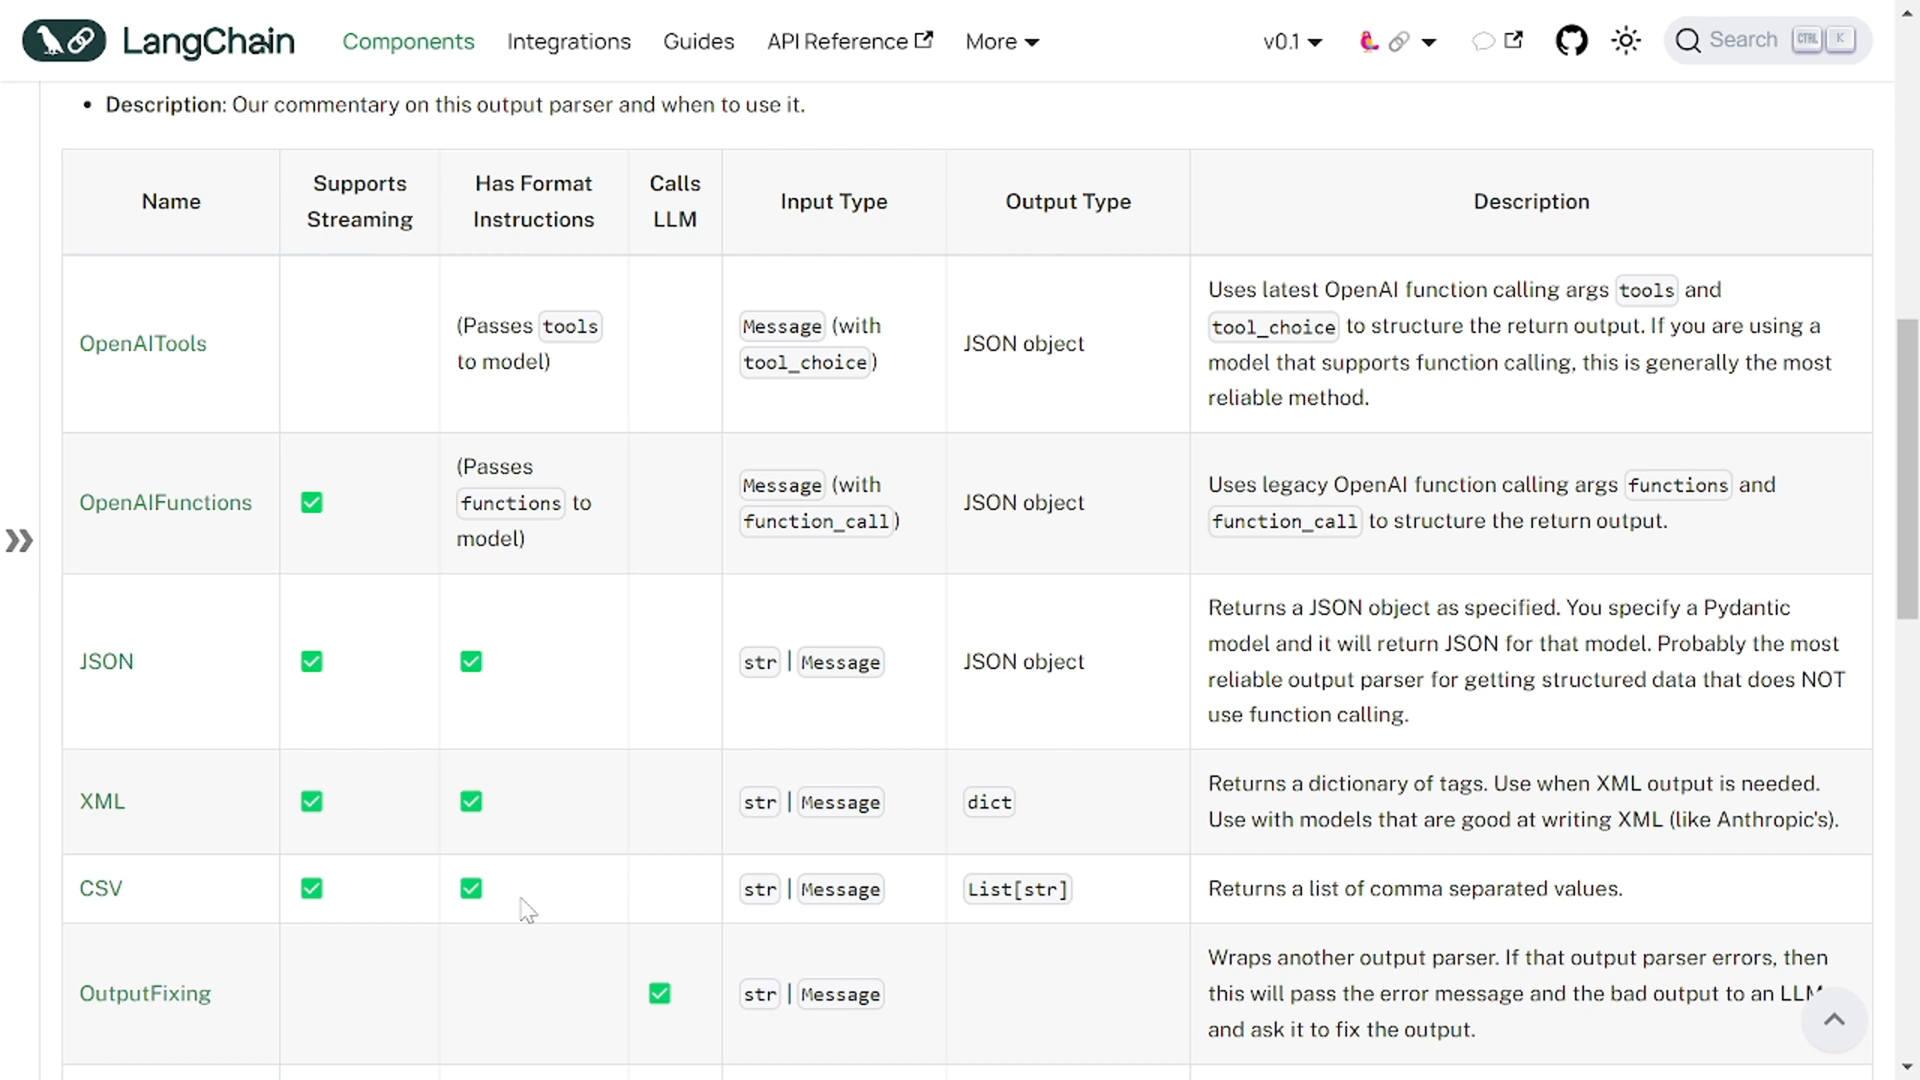 LangChain Components Integrations Guides API Reference More v0.1 Search CTRL K
Description: Our commentary on this output parser and when to use it.
Name
Supports
Streaming
Has Format
Instructions
Calls
LLM
Input Type
Output Type
Description
OpenAITools
(Passes tools
to model)
Message (with
tool_choice)
JSON object
Uses latest OpenAI function calling args tools and
tool_choice to structure the return output. If you are using a
model that supports function calling, this is generally the most
reliable method.
OpenAIFunctions
(Passes
functions to
model)
Message (with
function_call)
JSON object
Uses legacy OpenAI function calling args functions and
function_call to structure the return output.
JSON
str | Message
JSON object
Returns a JSON object as specified. You specify a Pydantic
model and it will return JSON for that model. Probably the most
reliable output parser for getting structured data that does NOT
use function calling.
XML
str | Message
dict
Returns a dictionary of tags. Use when XML output is needed.
Use with models that are good at writing XML (like Anthropic's).
CSV
str | Message
List[str]
Returns a list of comma separated values.
OutputFixing
str | Message
Wraps another output parser. If that output parser errors, then
this will pass the error message and the bad output to an LLM
and ask it to fix the output.